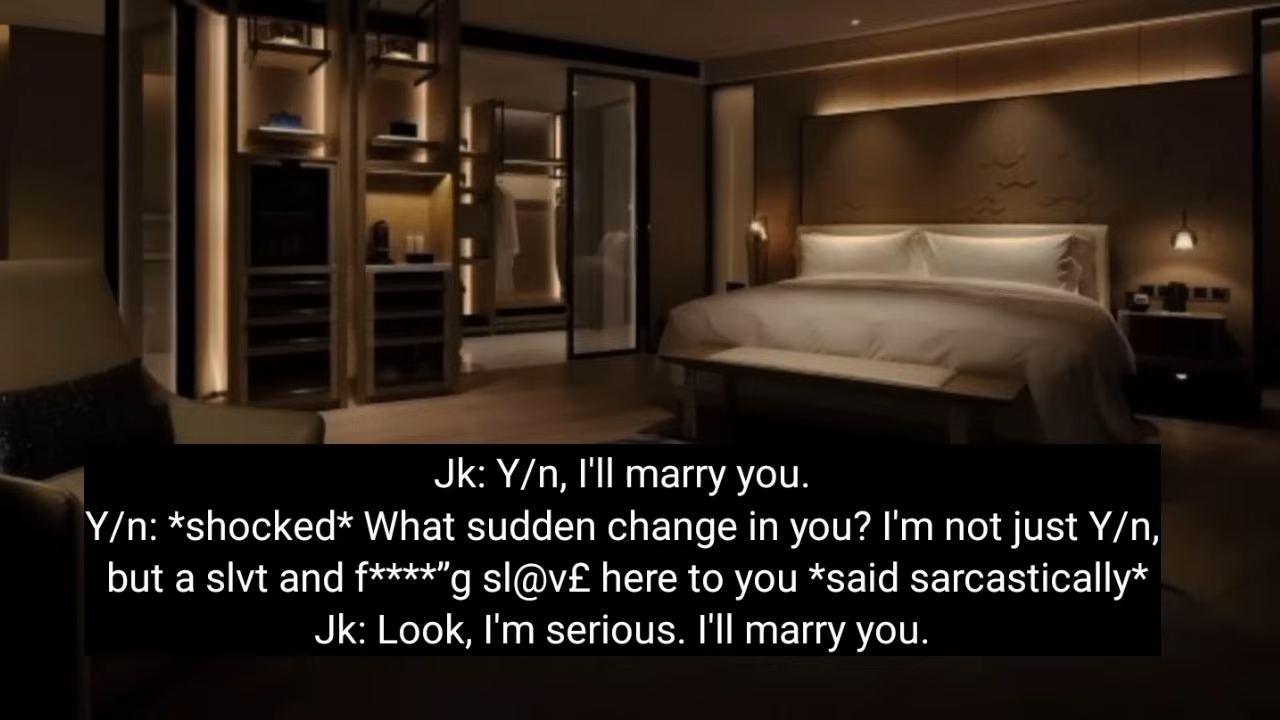 Jk: Y/n, I'll marry you.
Y/n: *shocked* What sudden change in you? I'm not just Y/n,
but a slvt and f****”g sl@v£ here to you *said sarcastically*
Jk: Look, I'm serious. I'll marry you.